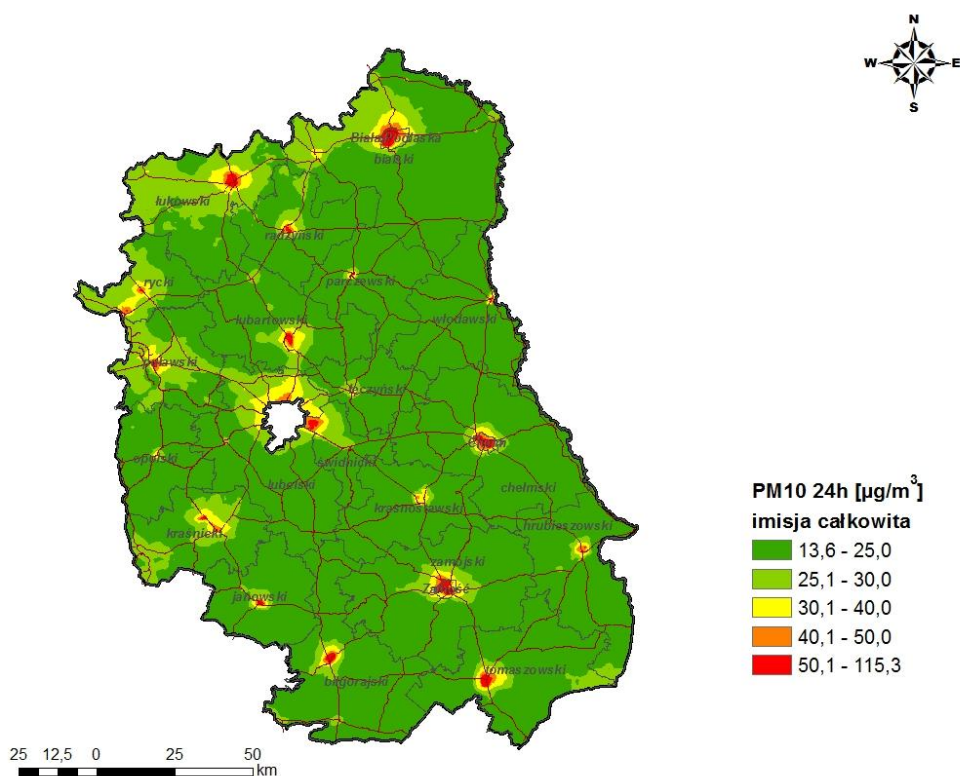 N
W E
S
Biała Podlaska
bialski
łukowski
radzyński
rycki
parczewski
lubartowski
włodawski
puławski
łęczyński
Chełm
opolski
świdnicki
lubelski
chełmski
krasnostawski
hrubieszowski
kraśnicki
zamojski
Zamość
janowski
tomaszowski
biłgorajski
PM10 24h [µg/m³]
imisja całkowita
13,6 - 25,0
25,1 - 30,0
30,1 - 40,0
40,1 - 50,0
50,1 - 115,3
25 12,5 0 25 50
km